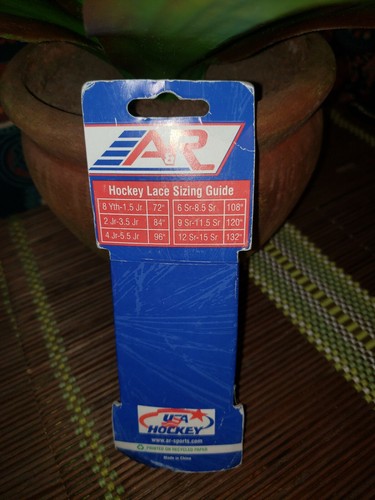 A&R
Hockey Lace Sizing Guide
8 Yth-1.5 Jr 72" 6 Sr-8.5 Sr 108"
2 Jr-3.5 Jr 84" 9 Sr-11.5 Sr 120"
4 Jr-5.5 Jr 96" 12 Sr-15 Sr 132"
USA
HOCKEY
www.ar-sports.com
PRINTED ON RECYCLED PAPER
Made in China